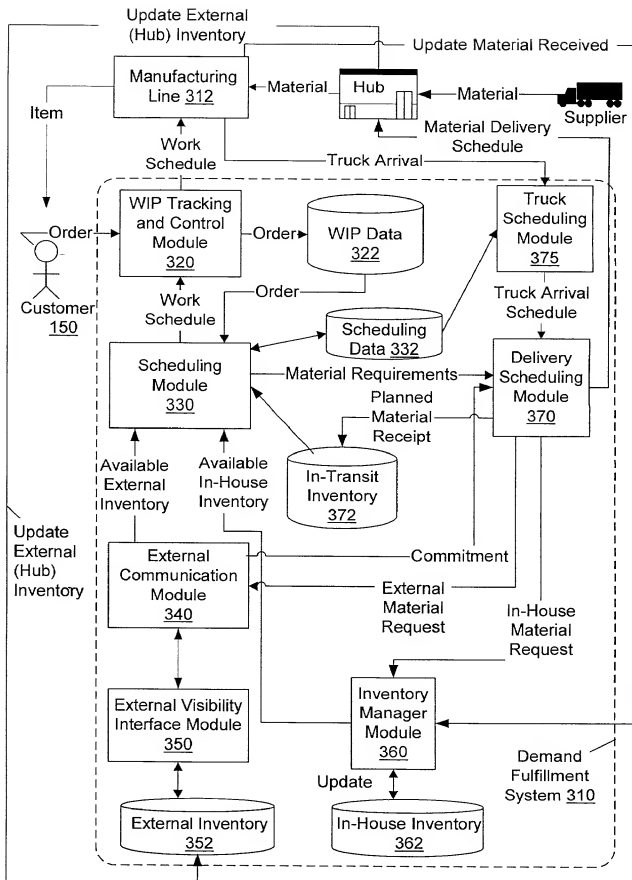 Update External
(Hub) Inventory
Update Material Received
Manufacturing
Line 312
Material
Hub
Material
Supplier
Item
Work
Schedule
Material Delivery
Schedule
Truck Arrival
WIP Tracking
and Control
Module
320
Order
Order
WIP Data
322
Truck
Scheduling
Module
375
Customer
150
Work
Schedule
Order
Truck Arrival
Schedule
Scheduling
Data 332
Scheduling
Module
330
Material Requirements
Delivery
Scheduling
Module
370
Planned
Material
Receipt
Available
External
Inventory
Available
In-House
Inventory
In-Transit
Inventory
372
Update
External
(Hub)
Inventory
External
Communication
Module
340
Commitment
External
Material
Request
In-House
Material
Request
External Visibility
Interface Module
350
Inventory
Manager
Module
360
Demand
Fulfillment
System 310
Update
External Inventory
352
In-House Inventory
362